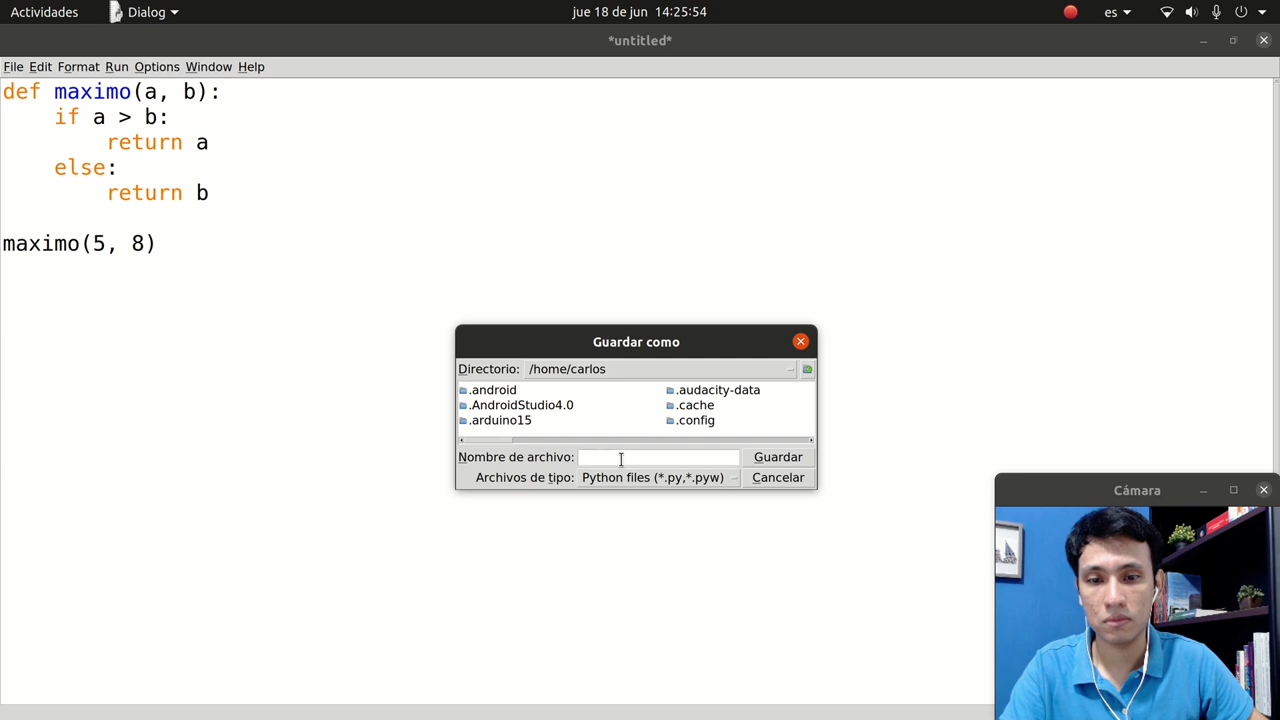 Actividades Dialog jue 18 de jun 14:25:54 es
*untitled*
File Edit Format Run Options Window Help
def maximo(a, b):
    if a > b:
        return a
    else:
        return b
maximo(5, 8)
Guardar como
Directorio: /home/carlos
.android .audacity-data
.AndroidStudio4.0 .cache
.arduino15 .config
Nombre de archivo: Guardar
Archivos de tipo: Python files (*.py,*.pyw) Cancelar
Cámara